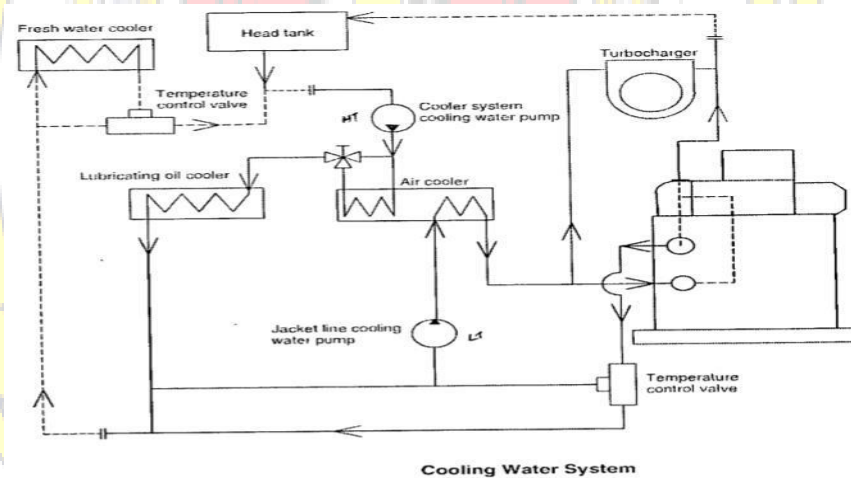 Fresh water cooler
Head tank
Turbocharger
Temperature
control valve
HT
Cooler system
cooling water pump
Lubricating oil cooler
Air cooler
Jacket line cooling
water pump
LT
Temperature
control valve
Cooling Water System